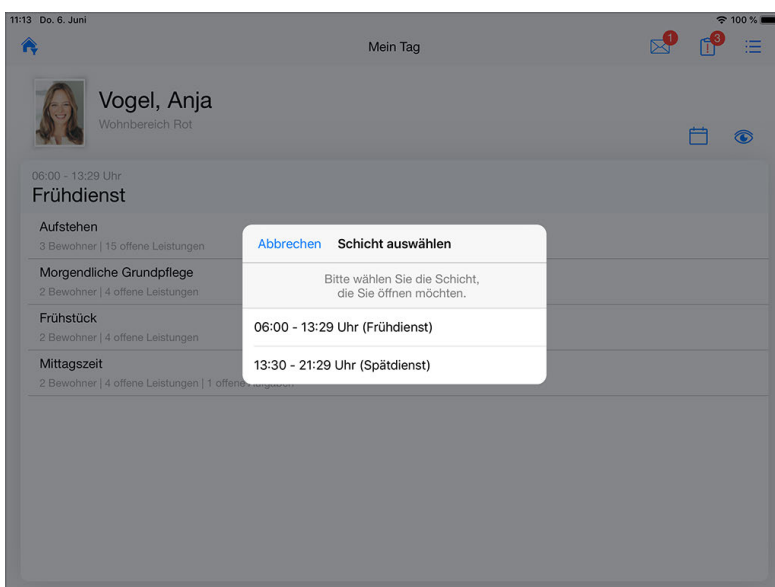 11:13 Do. 6. Juni
100 %
Mein Tag
1
3
Vogel, Anja
Wohnbereich Rot
06:00 - 13:29 Uhr
Frühdienst
Aufstehen
3 Bewohner | 15 offene Leistungen
Morgendliche Grundpflege
2 Bewohner | 4 offene Leistungen
Frühstück
2 Bewohner | 4 offene Leistungen
Mittagszeit
2 Bewohner | 4 offene Leistungen | 1 offene Aufgaben
Abbrechen Schicht auswählen
Bitte wählen Sie die Schicht,
die Sie öffnen möchten.
06:00 - 13:29 Uhr (Frühdienst)
13:30 - 21:29 Uhr (Spätdienst)